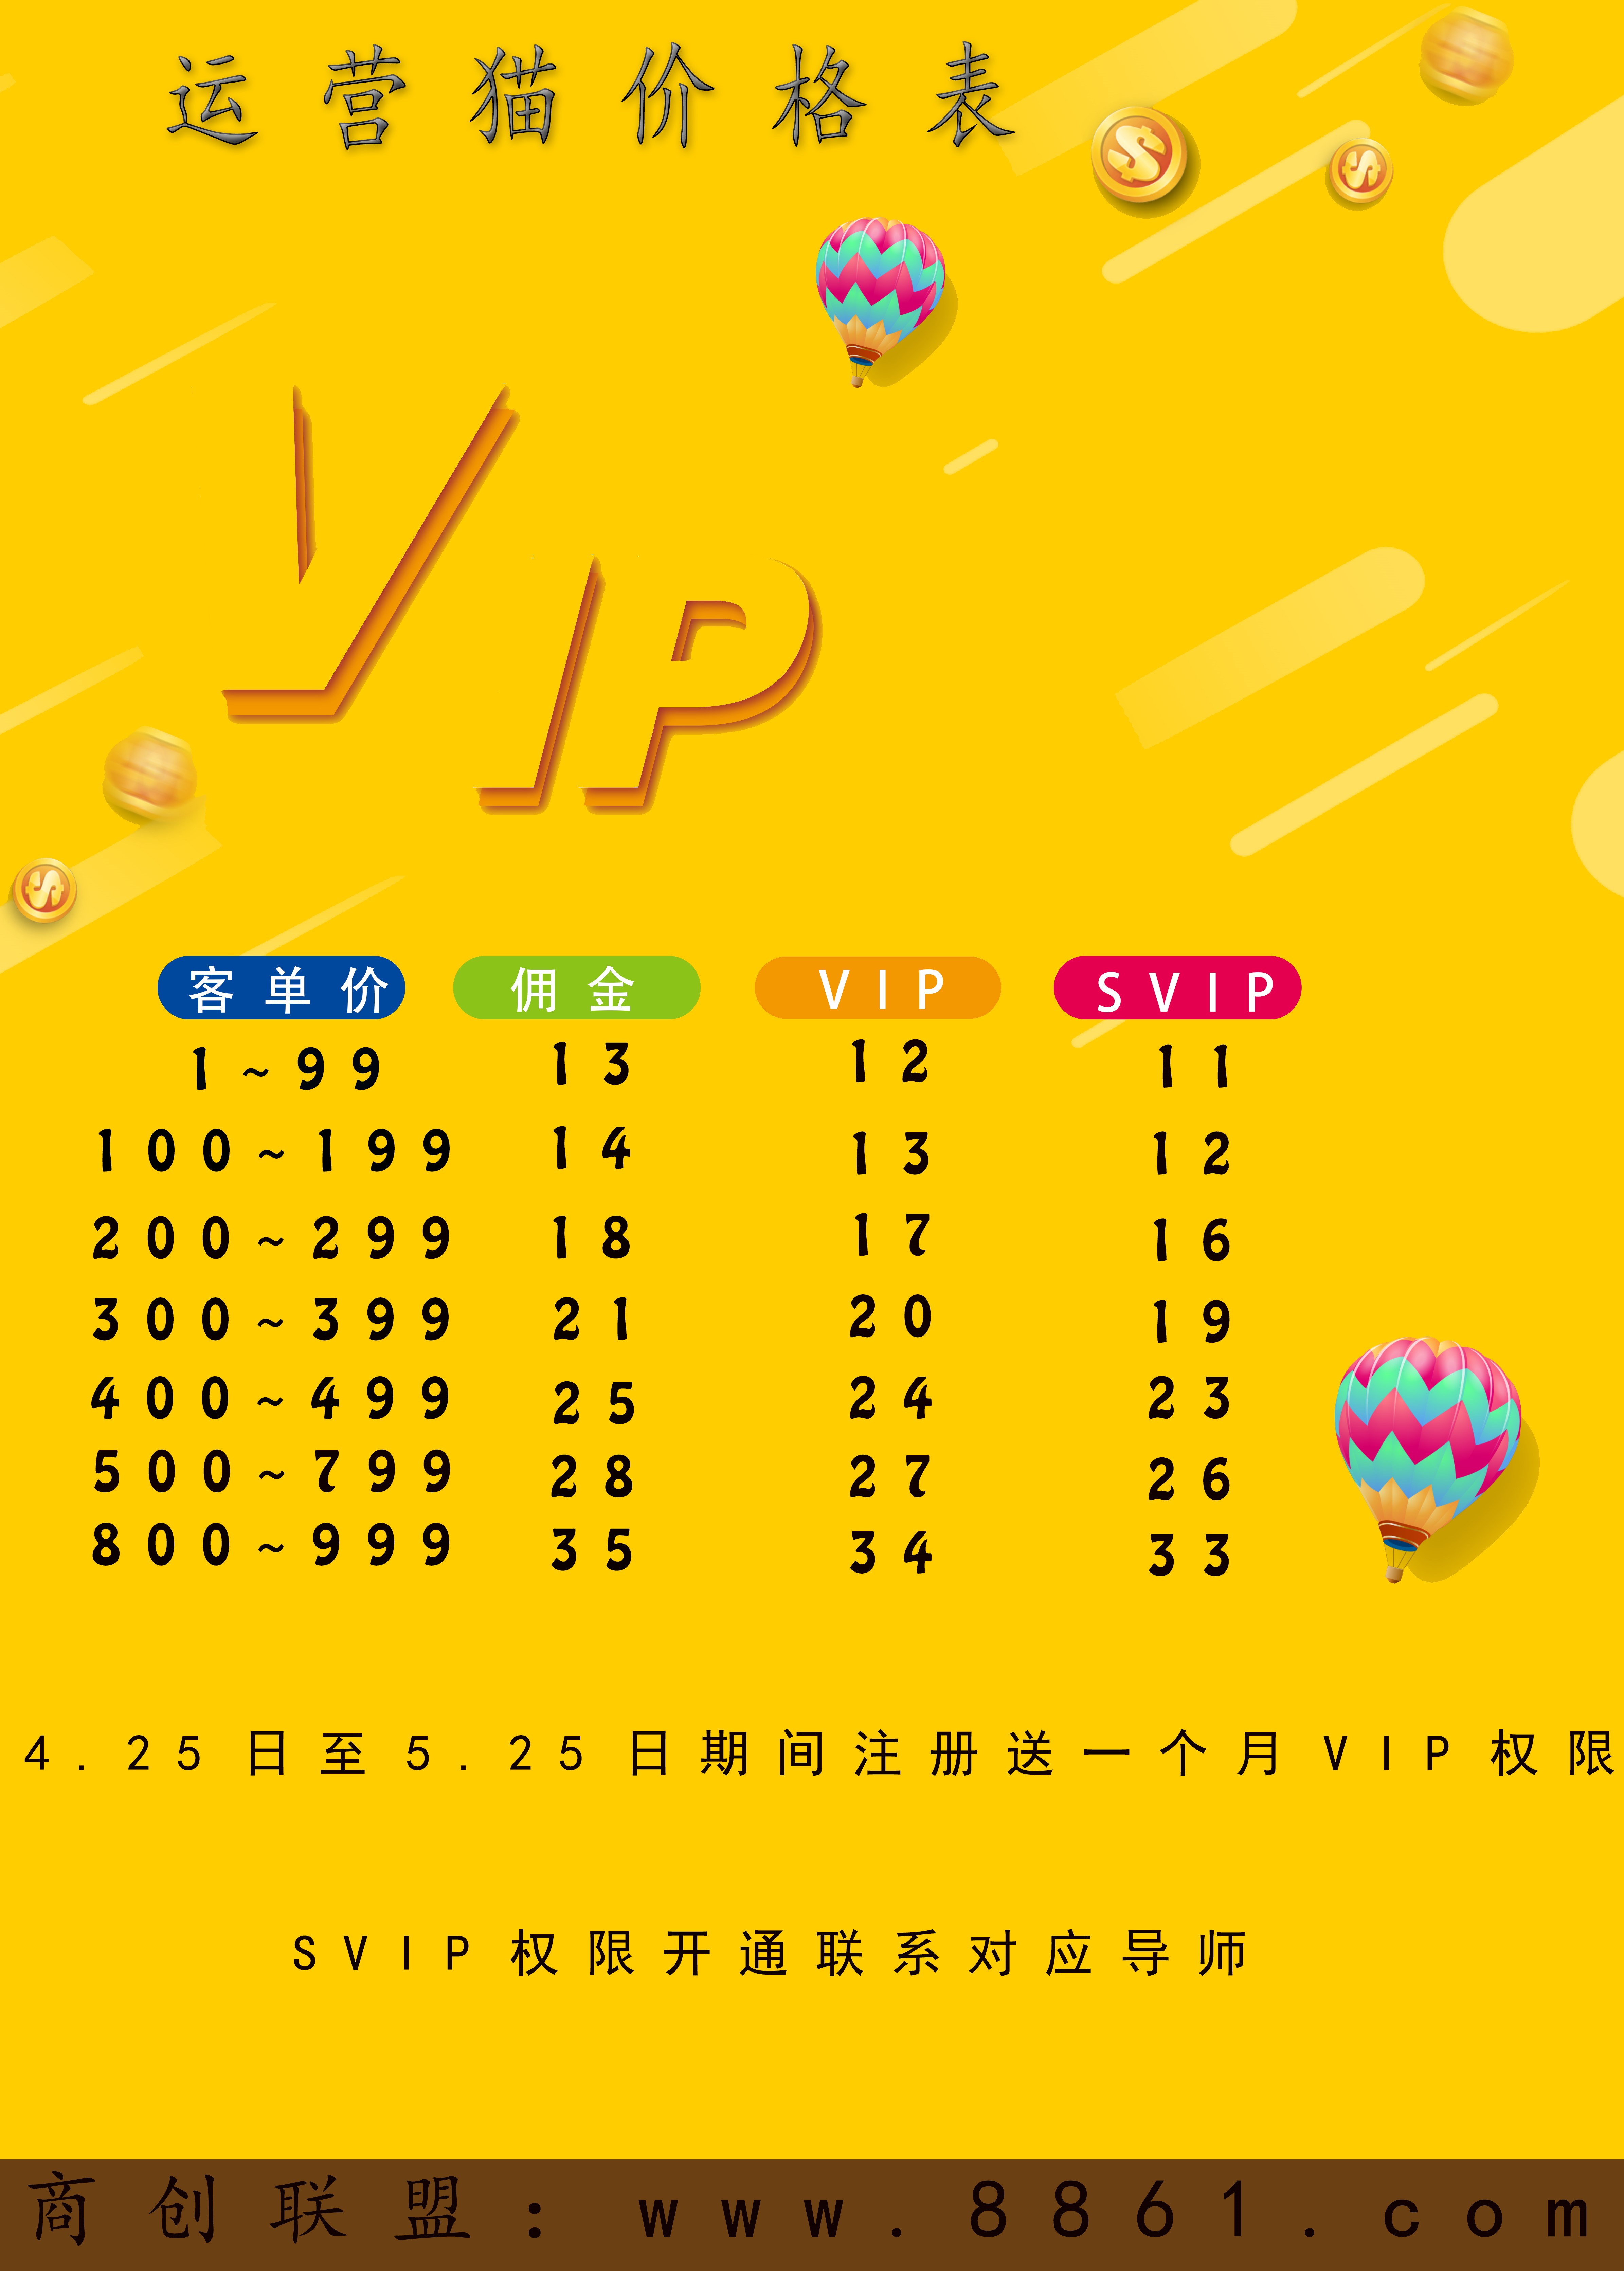 运营猫价格表
VIP
客单价 佣金 VIP SVIP
1~99 13 12 11
100~199 14 13 12
200~299 18 17 16
300~399 21 20 19
400~499 25 24 23
500~799 28 27 26
800~999 35 34 33
4.25日至5.25日期间注册送一个月VIP权限
SVIP权限开通联系对应导师
商创联盟:www.8861.com